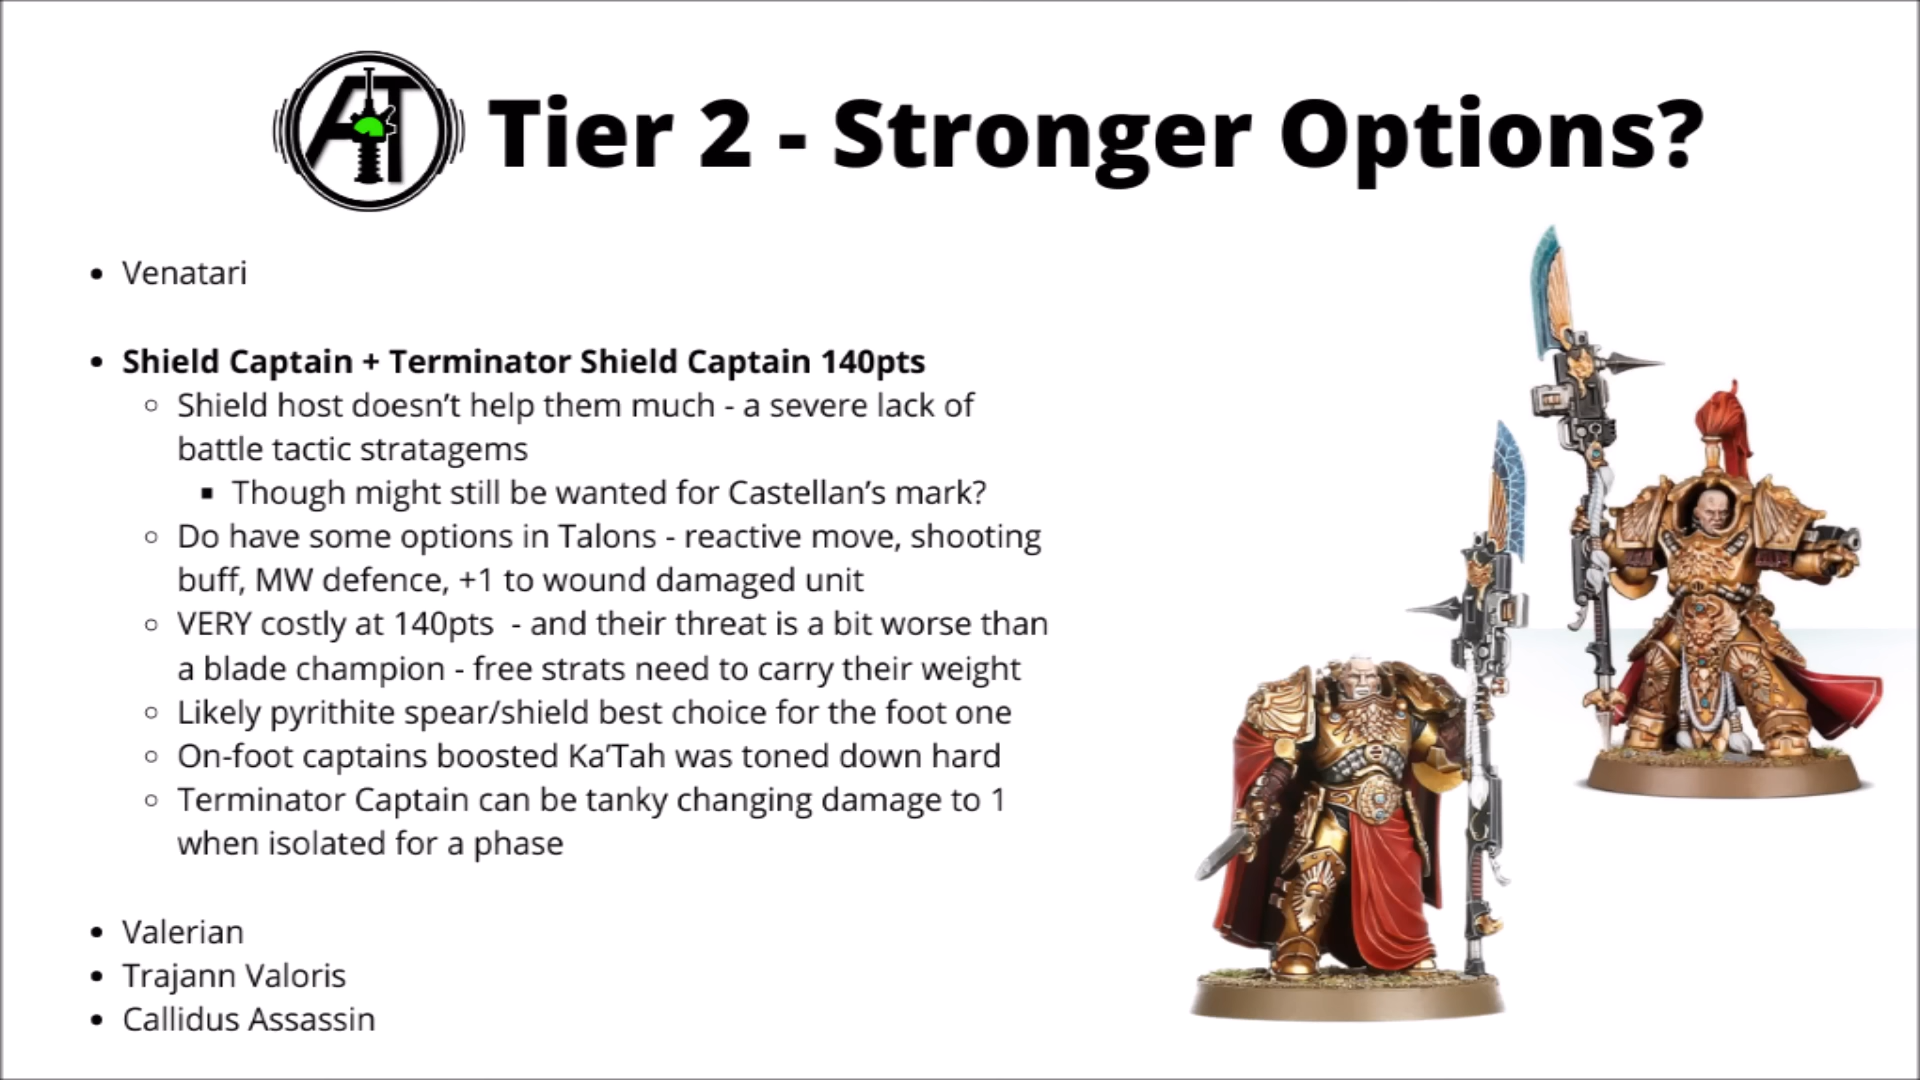 AT Tier 2 - Stronger Options?
• Venatari
• Shield Captain + Terminator Shield Captain 140pts
◦ Shield host doesn't help them much - a severe lack of
battle tactic stratagems
▪ Though might still be wanted for Castellan's mark?
◦ Do have some options in Talons - reactive move, shooting
buff, MW defence, +1 to wound damaged unit
◦ VERY costly at 140pts  - and their threat is a bit worse than
a blade champion - free strats need to carry their weight
◦ Likely pyrithite spear/shield best choice for the foot one
◦ On-foot captains boosted Ka'Tah was toned down hard
◦ Terminator Captain can be tanky changing damage to 1
when isolated for a phase
• Valerian
• Trajann Valoris
• Callidus Assassin